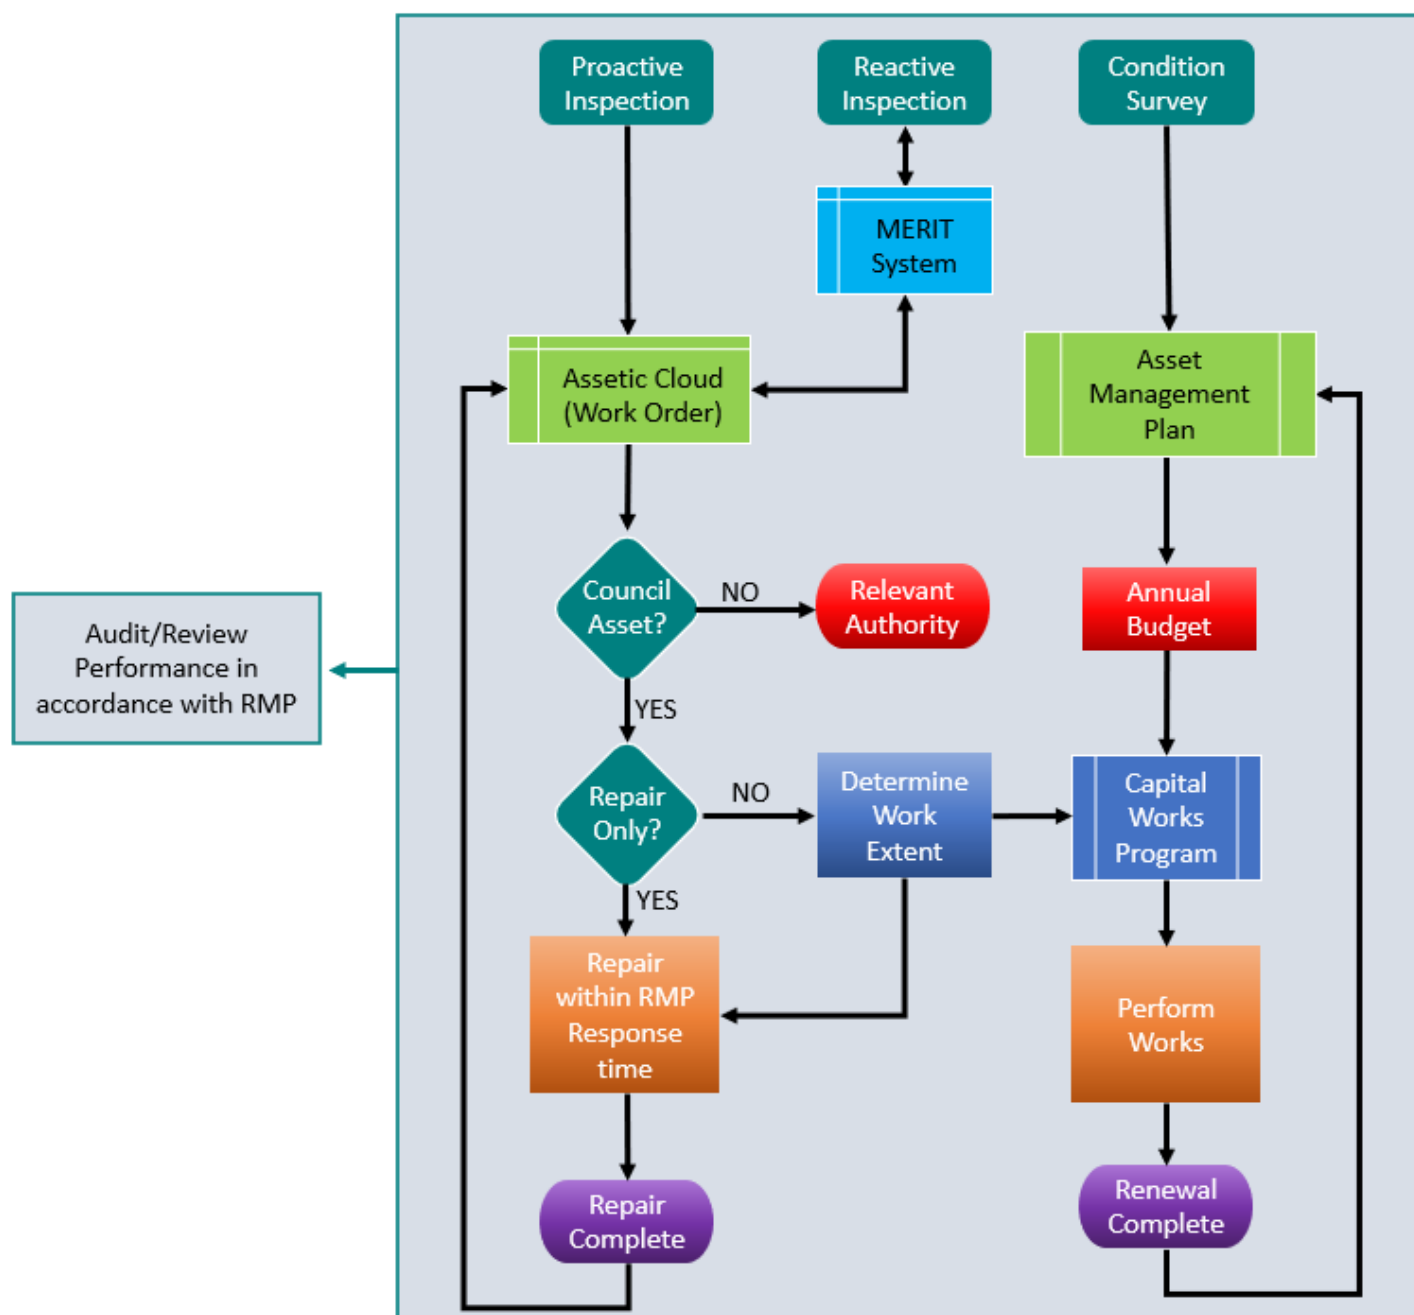 Proactive
Inspection
Reactive
Inspection
Condition
Survey
MERIT
System
Assetic Cloud
(Work Order)
Asset
Management
Plan
Council
Asset?
NO
Relevant
Authority
Annual
Budget
Audit/Review
Performance in
accordance with RMP
YES
Repair
Only?
NO
Determine
Work
Extent
Capital
Works
Program
YES
Repair
within RMP
Response
time
Perform
Works
Repair
Complete
Renewal
Complete